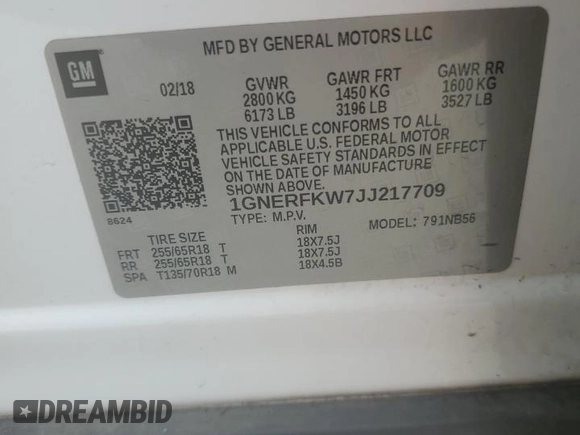 MFD BY GENERAL MOTORS LLC
GM
02/18
GVWR
2800 KG
6173 LB
GAWR FRT
1450 KG
3196 LB
GAWR RR
1600 KG
3527 LB
THIS VEHICLE CONFORMS TO ALL
APPLICABLE U.S. FEDERAL MOTOR
VEHICLE SAFETY STANDARDS IN EFFECT
ON THE DATE OF MANUFACTURE
SHOWN ABOVE.
1GNERFKW7JJ217709
8624
TYPE: M.P.V.
MODEL: 791NB56
TIRE SIZE RIM
FRT 255/65R18 T 18X7.5J
RR 255/65R18 T 18X7.5J
SPA T135/70R18 M 18X4.5B
DREAMBID